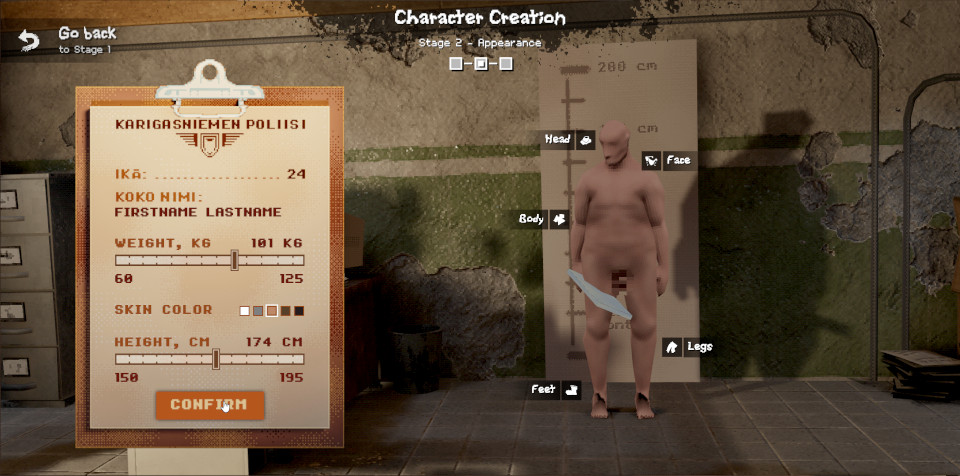 Character Creation
Go back
to Stage 1
Stage 2 - Appearance
KARIGASNIEMEN POLIISI
IKÄ: ..................... 24
KOKO NIMI:
FIRSTNAME LASTNAME
WEIGHT, KG 101 KG
60 125
SKIN COLOR
HEIGHT, CM 174 CM
150 195
CONFIRM
200 cm
cm
Head
Face
Body
Legs
Feet